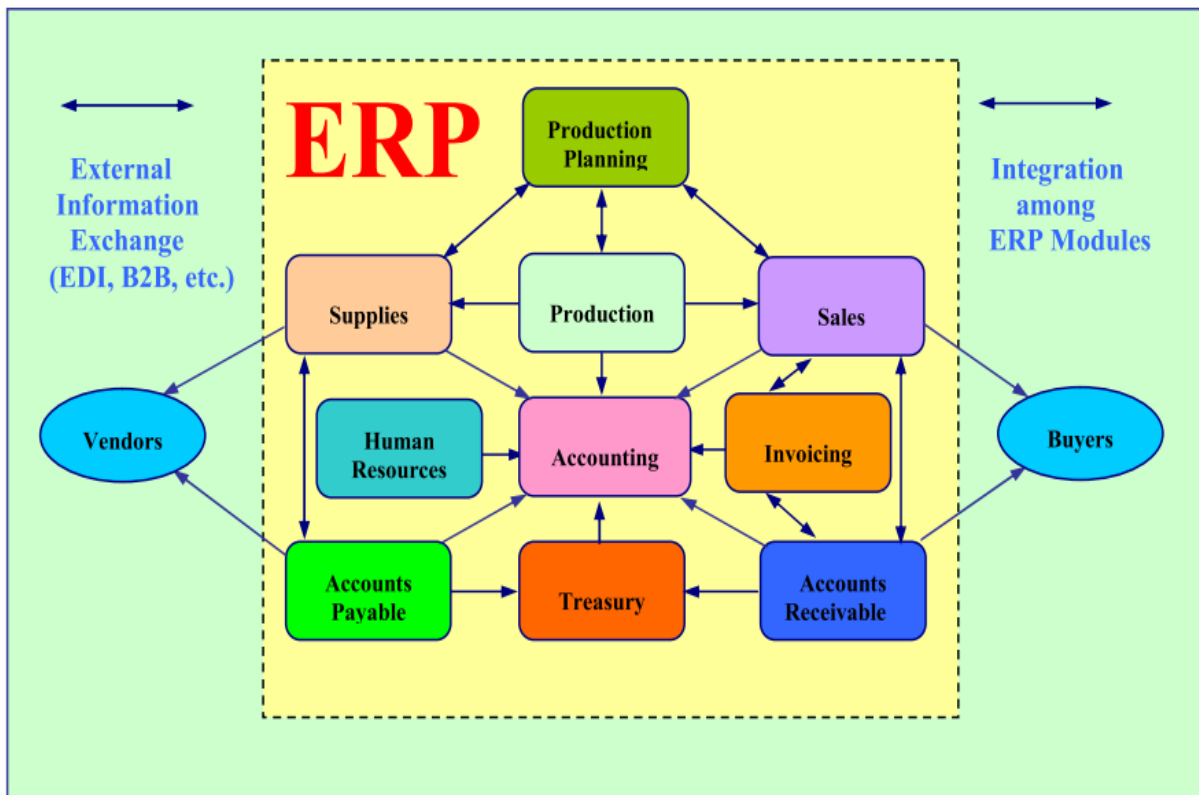 ERP
Production
Planning
External
Information
Exchange
(EDI, B2B, etc.)
Integration
among
ERP Modules
Supplies
Production
Sales
Vendors
Human
Resources
Accounting
Invoicing
Buyers
Accounts
Payable
Treasury
Accounts
Receivable